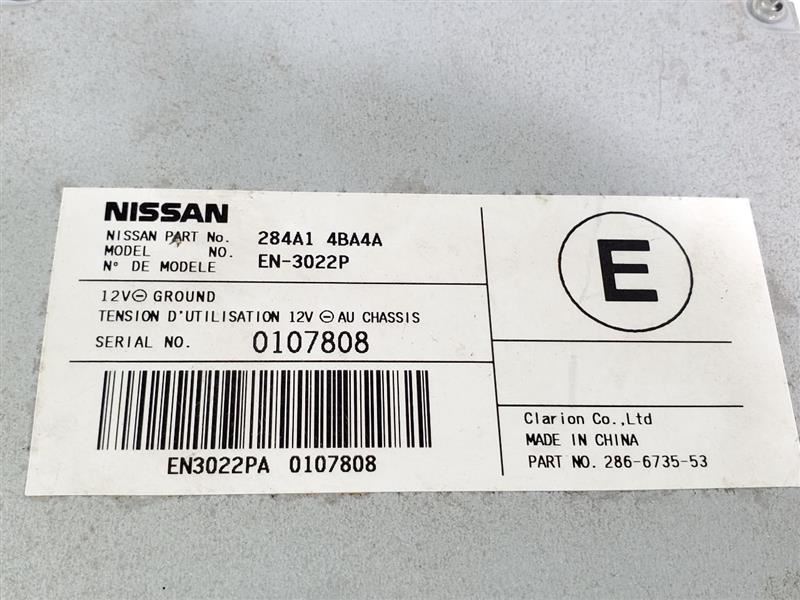 NISSAN
NISSAN PART No. 284A1 4BA4A
MODEL NO. EN-3022P
N° DE MODELE
12V⊖ GROUND
TENSION D'UTILISATION 12V ⊖ AU CHASSIS
SERIAL NO. 0107808
EN3022PA 0107808
E
Clarion Co.,Ltd
MADE IN CHINA
PART NO. 286-6735-53